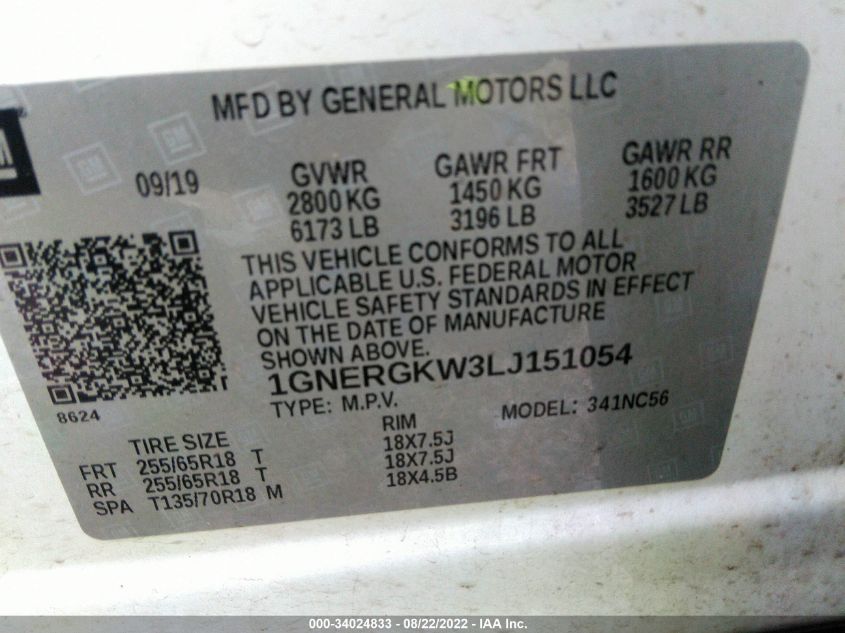 MFD BY GENERAL MOTORS LLC
GM
09/19
GVWR GAWR FRT GAWR RR
2800 KG 1450 KG 1600 KG
6173 LB 3196 LB 3527 LB
THIS VEHICLE CONFORMS TO ALL
APPLICABLE U.S. FEDERAL MOTOR
VEHICLE SAFETY STANDARDS IN EFFECT
ON THE DATE OF MANUFACTURE
SHOWN ABOVE.
1GNERGKW3LJ151054
8624
TYPE: M.P.V. MODEL: 341NC56
TIRE SIZE RIM
FRT 255/65R18 T 18X7.5J
RR 255/65R18 T 18X7.5J
SPA T135/70R18 M 18X4.5B
000-34024833 - 08/22/2022 - IAA Inc.